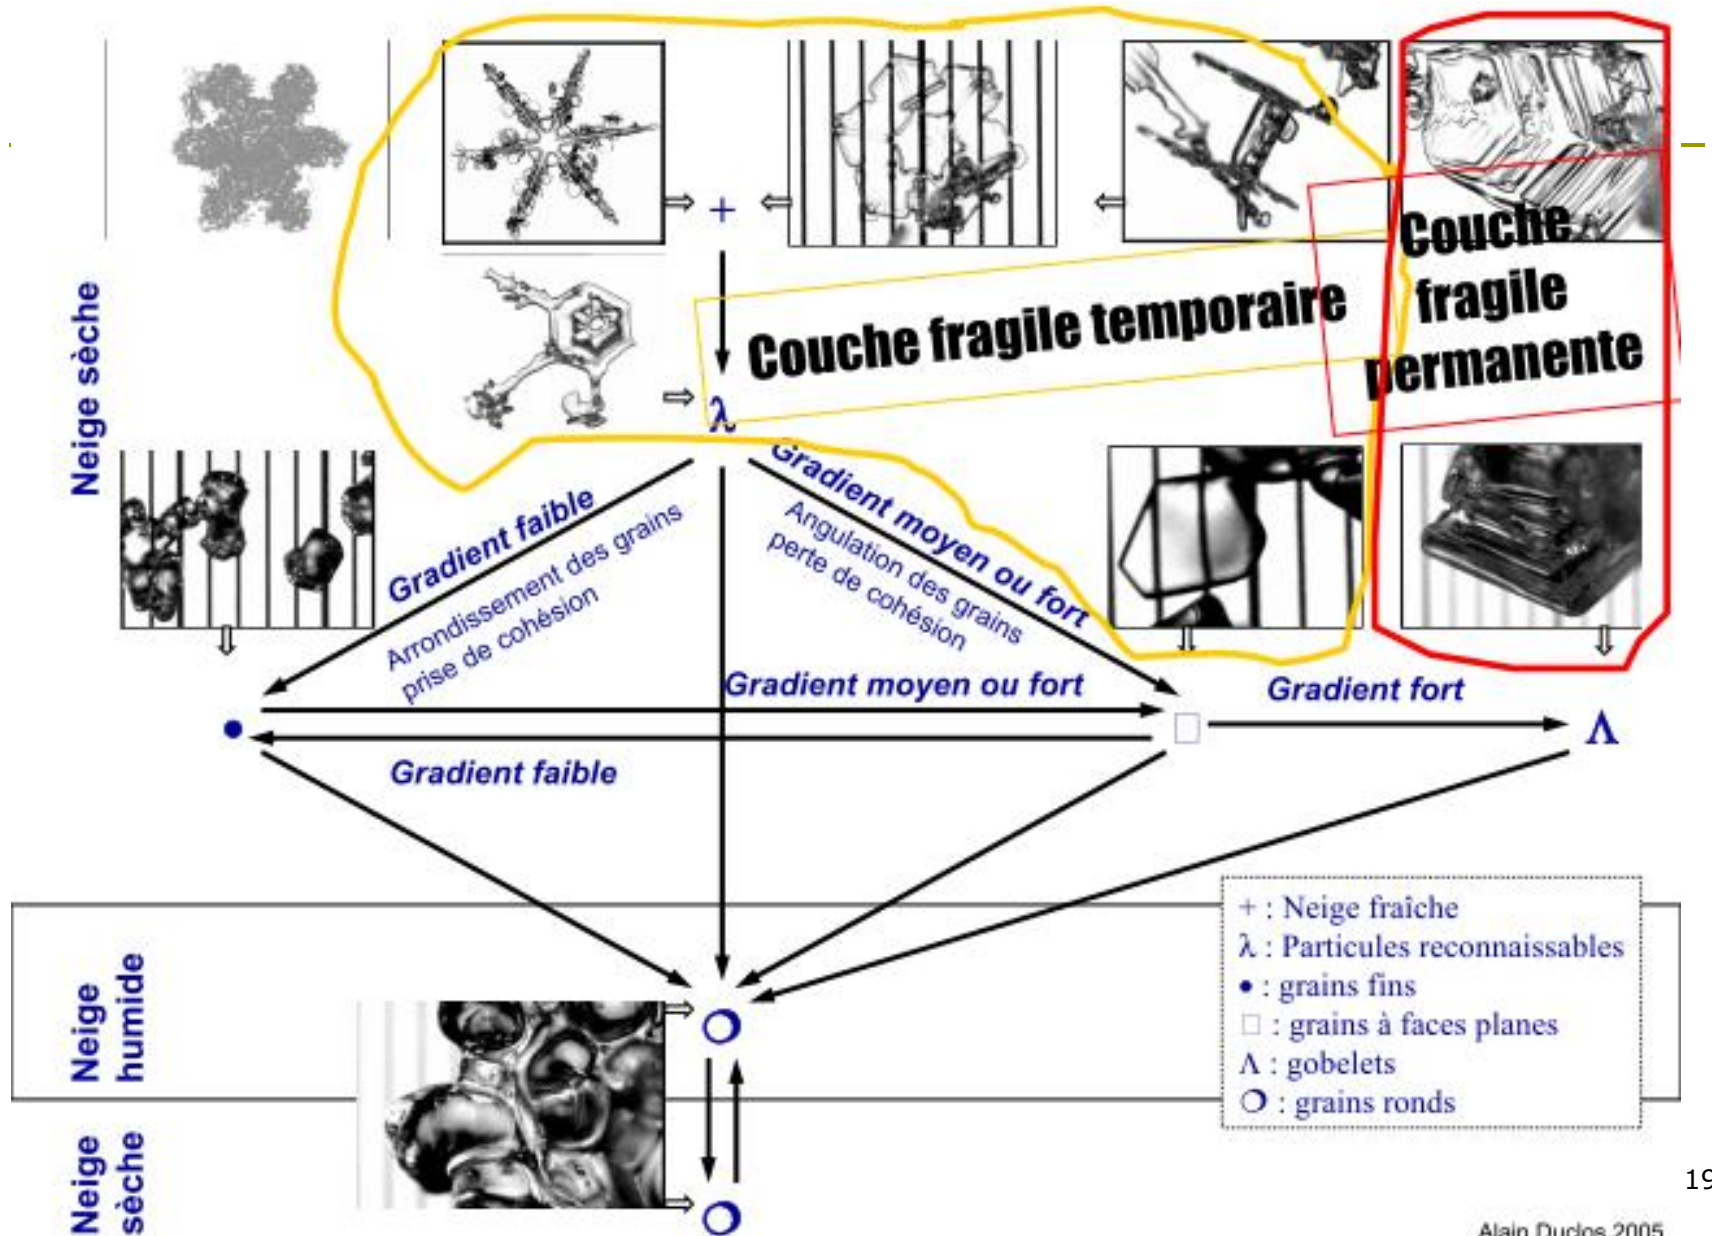 +
Couche
fragile
permanente
Couche fragile temporaire
Neige sèche
λ
Gradient faible
Arrondissement des grains
prise de cohésion
Gradient moyen ou fort
Angulation des grains
perte de cohésion
Gradient moyen ou fort
Gradient fort
Λ
Gradient faible
+ : Neige fraîche
λ : Particules reconnaissables
• : grains fins
□ : grains à faces planes
Λ : gobelets
❍ : grains ronds
Neige
humide
Neige
sèche
19
Alain Duclos 2005